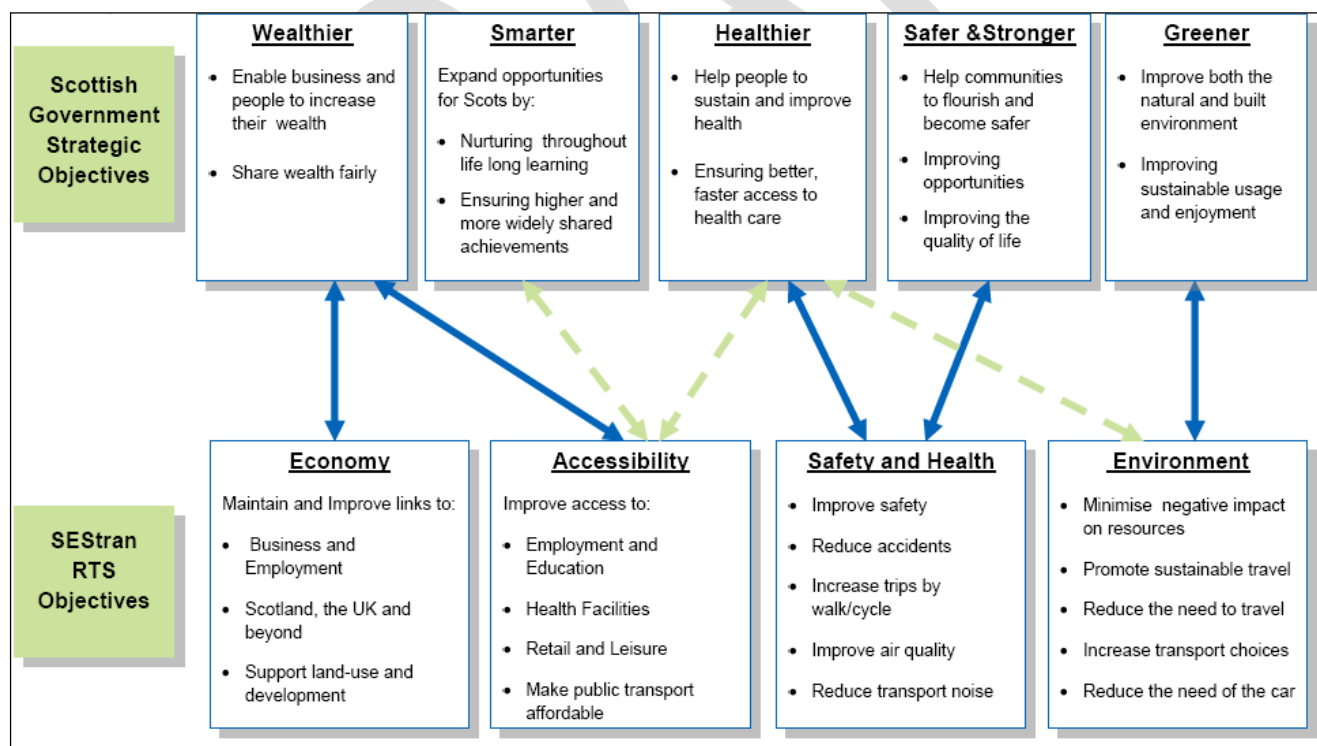 Scottish
Government
Strategic
Objectives
Wealthier
• Enable business and
people to increase
their wealth
• Share wealth fairly
Smarter
Expand opportunities
for Scots by:
• Nurturing throughout
life long learning
• Ensuring higher and
more widely shared
achievements
Healthier
• Help people to
sustain and improve
health
• Ensuring better,
faster access to
health care
Safer &Stronger
• Help communities
to flourish and
become safer
• Improving
opportunities
• Improving the
quality of life
Greener
• Improve both the
natural and built
environment
• Improving
sustainable usage
and enjoyment
SEStran
RTS
Objectives
Economy
Maintain and Improve links to:
• Business and
Employment
• Scotland, the UK and
beyond
• Support land-use and
development
Accessibility
Improve access to:
• Employment and
Education
• Health Facilities
• Retail and Leisure
• Make public transport
affordable
Safety and Health
• Improve safety
• Reduce accidents
• Increase trips by
walk/cycle
• Improve air quality
• Reduce transport noise
Environment
• Minimise negative impact
on resources
• Promote sustainable travel
• Reduce the need to travel
• Increase transport choices
• Reduce the need of the car